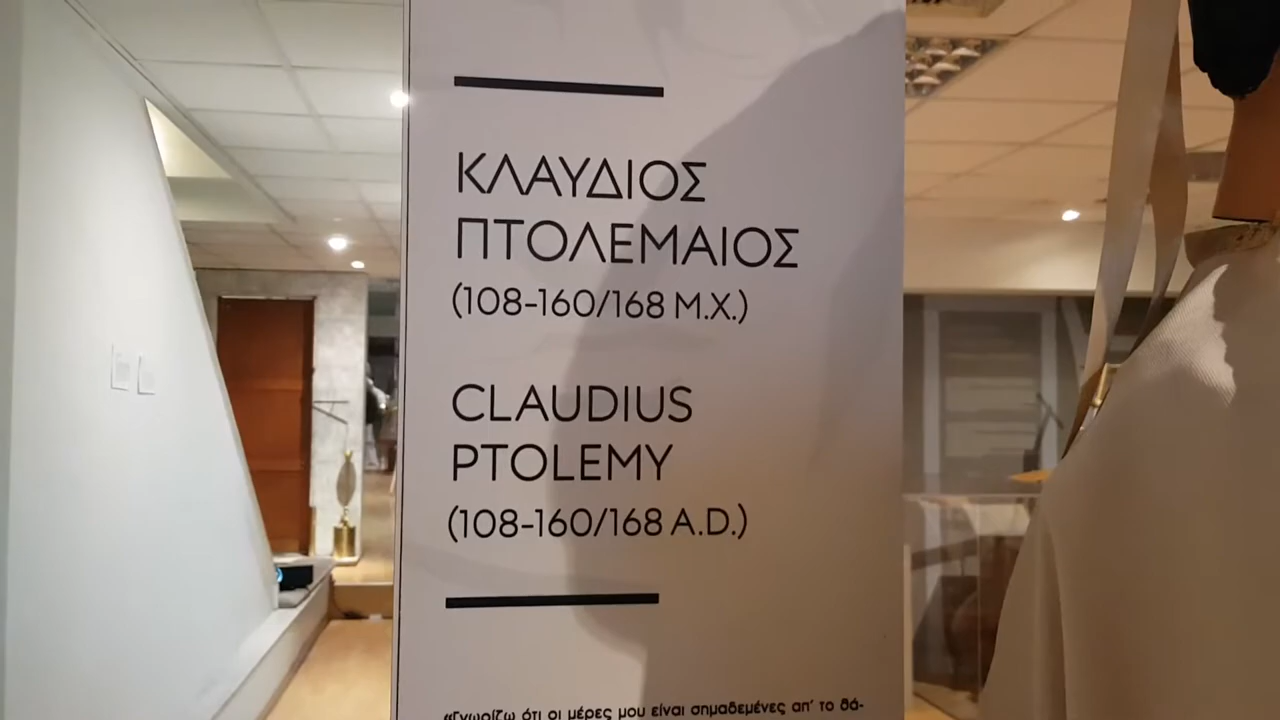 ΚΛΑΥΔΙΟΣ
ΠΤΟΛΕΜΑΙΟΣ
(108-160/168 Μ.Χ.)
CLAUDIUS
PTOLEMY
(108-160/168 A.D.)
«Γνωρίζω ότι οι μέρες μου είναι σημαδεμένες απ' το θά-